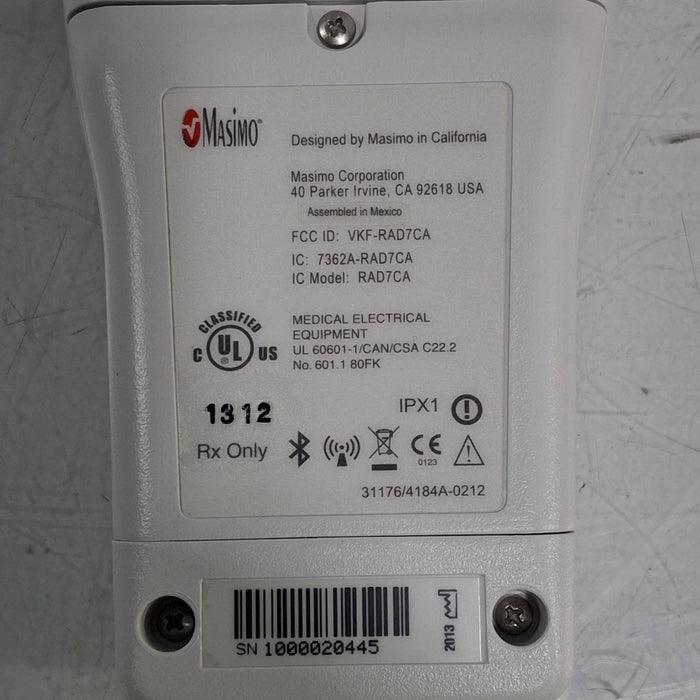 MASIMO®
Designed by Masimo in California
Masimo Corporation
40 Parker Irvine, CA 92618 USA
Assembled in Mexico
FCC ID: VKF-RAD7CA
IC: 7362A-RAD7CA
IC Model: RAD7CA
CLASSIFIED
C UL® US
MEDICAL ELECTRICAL
EQUIPMENT
UL 60601-1/CAN/CSA C22.2
No. 601.1 80FK
1312
IPX1
Rx Only
CE
0123
31176/4184A-0212
SN 1000020445
2013